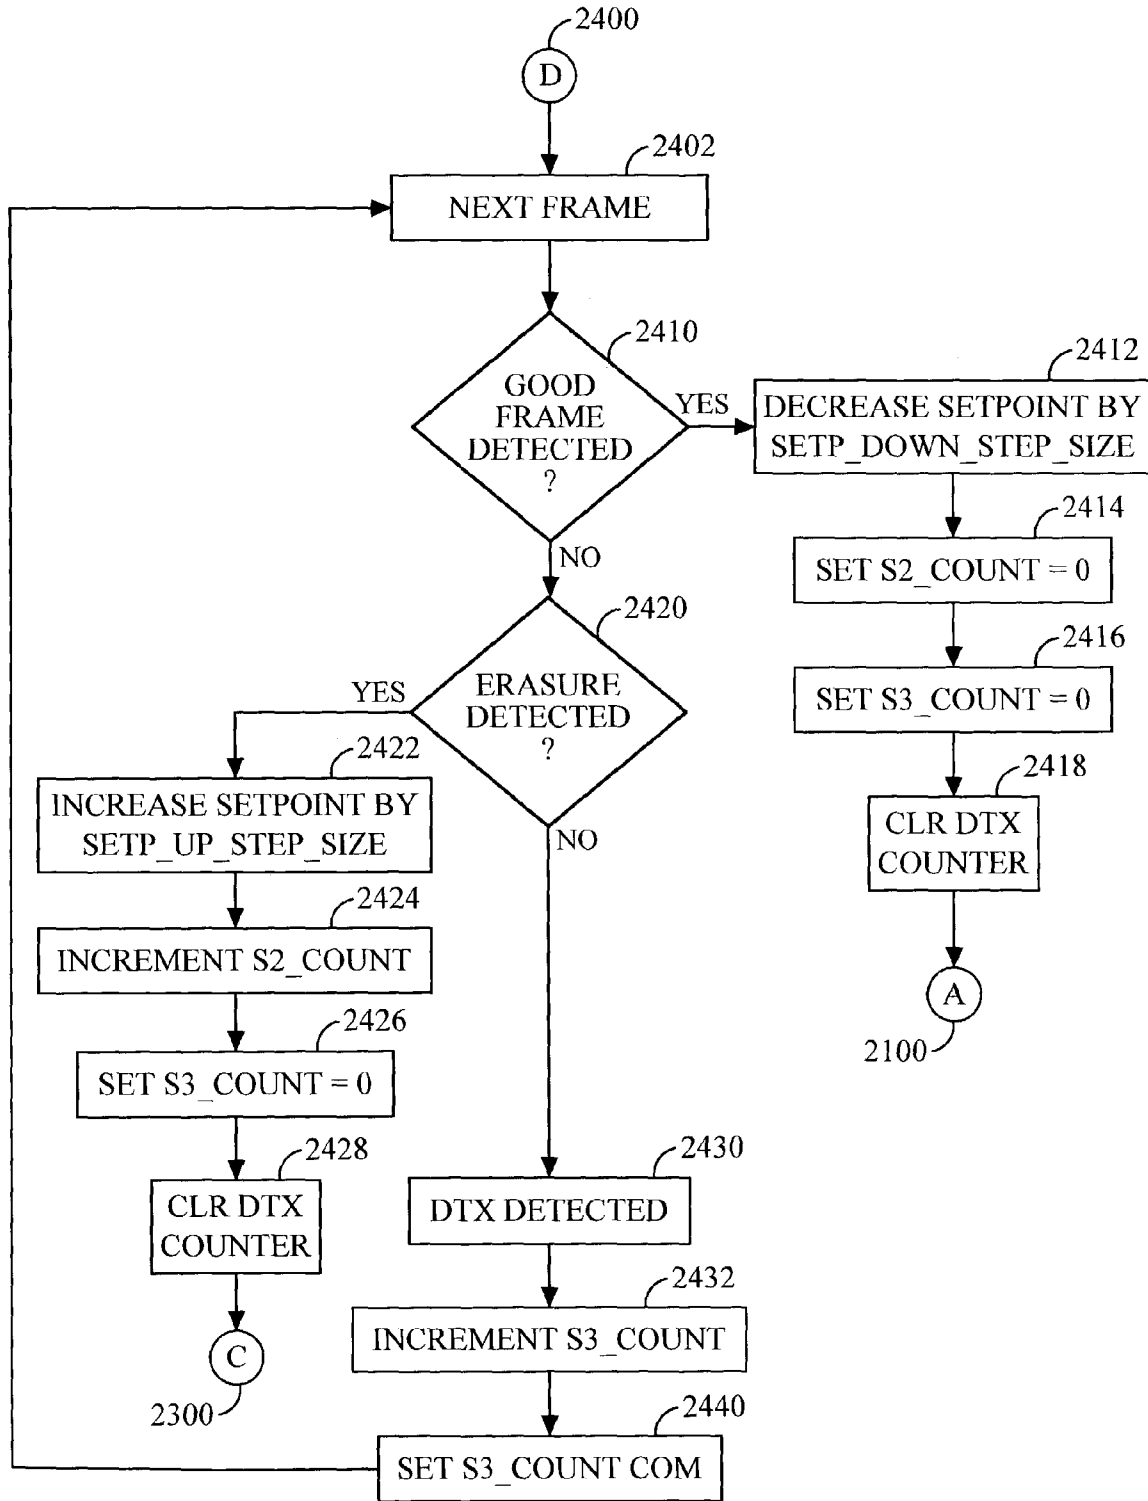 2400
D
2402
NEXT FRAME
2410
GOOD
FRAME
DETECTED
?
YES
2412
DECREASE SETPOINT BY
SETP_DOWN_STEP_SIZE
2414
SET S2_COUNT = 0
2416
SET S3_COUNT = 0
2418
CLR DTX
COUNTER
A
2100
NO
2420
ERASURE
DETECTED
?
YES
2422
INCREASE SETPOINT BY
SETP_UP_STEP_SIZE
2424
INCREMENT S2_COUNT
2426
SET S3_COUNT = 0
2428
CLR DTX
COUNTER
C
2300
NO
2430
DTX DETECTED
2432
INCREMENT S3_COUNT
2440
SET S3_COUNT COM